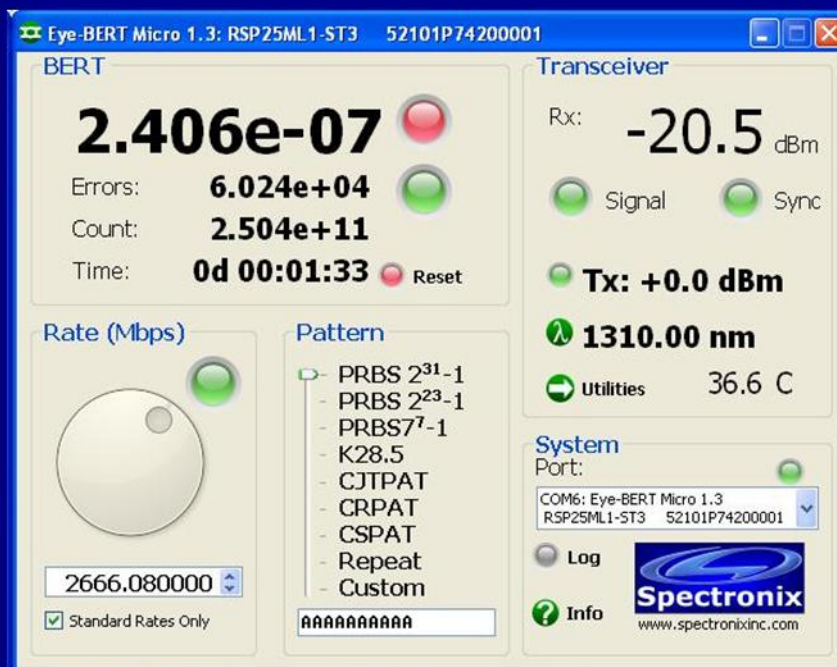 Eye-BERT Micro 1.3: RSP25ML1-ST3 52101P74200001
BERT
2.406e-07
Errors: 6.024e+04
Count: 2.504e+11
Time: 0d 00:01:33 Reset
Transceiver
Rx: -20.5 dBm
Signal Sync
Tx: +0.0 dBm
λ 1310.00 nm
Utilities 36.6 C
Rate (Mbps)
2666.080000
Standard Rates Only
Pattern
PRBS 2³¹-1
PRBS 2²³-1
PRBS7⁷-1
K28.5
CJTPAT
CRPAT
CSPAT
Repeat
Custom
AAAAAAAAAA
System
Port:
COM6: Eye-BERT Micro 1.3
RSP25ML1-ST3 52101P74200001
Log
? Info
Spectronix
www.spectronixinc.com